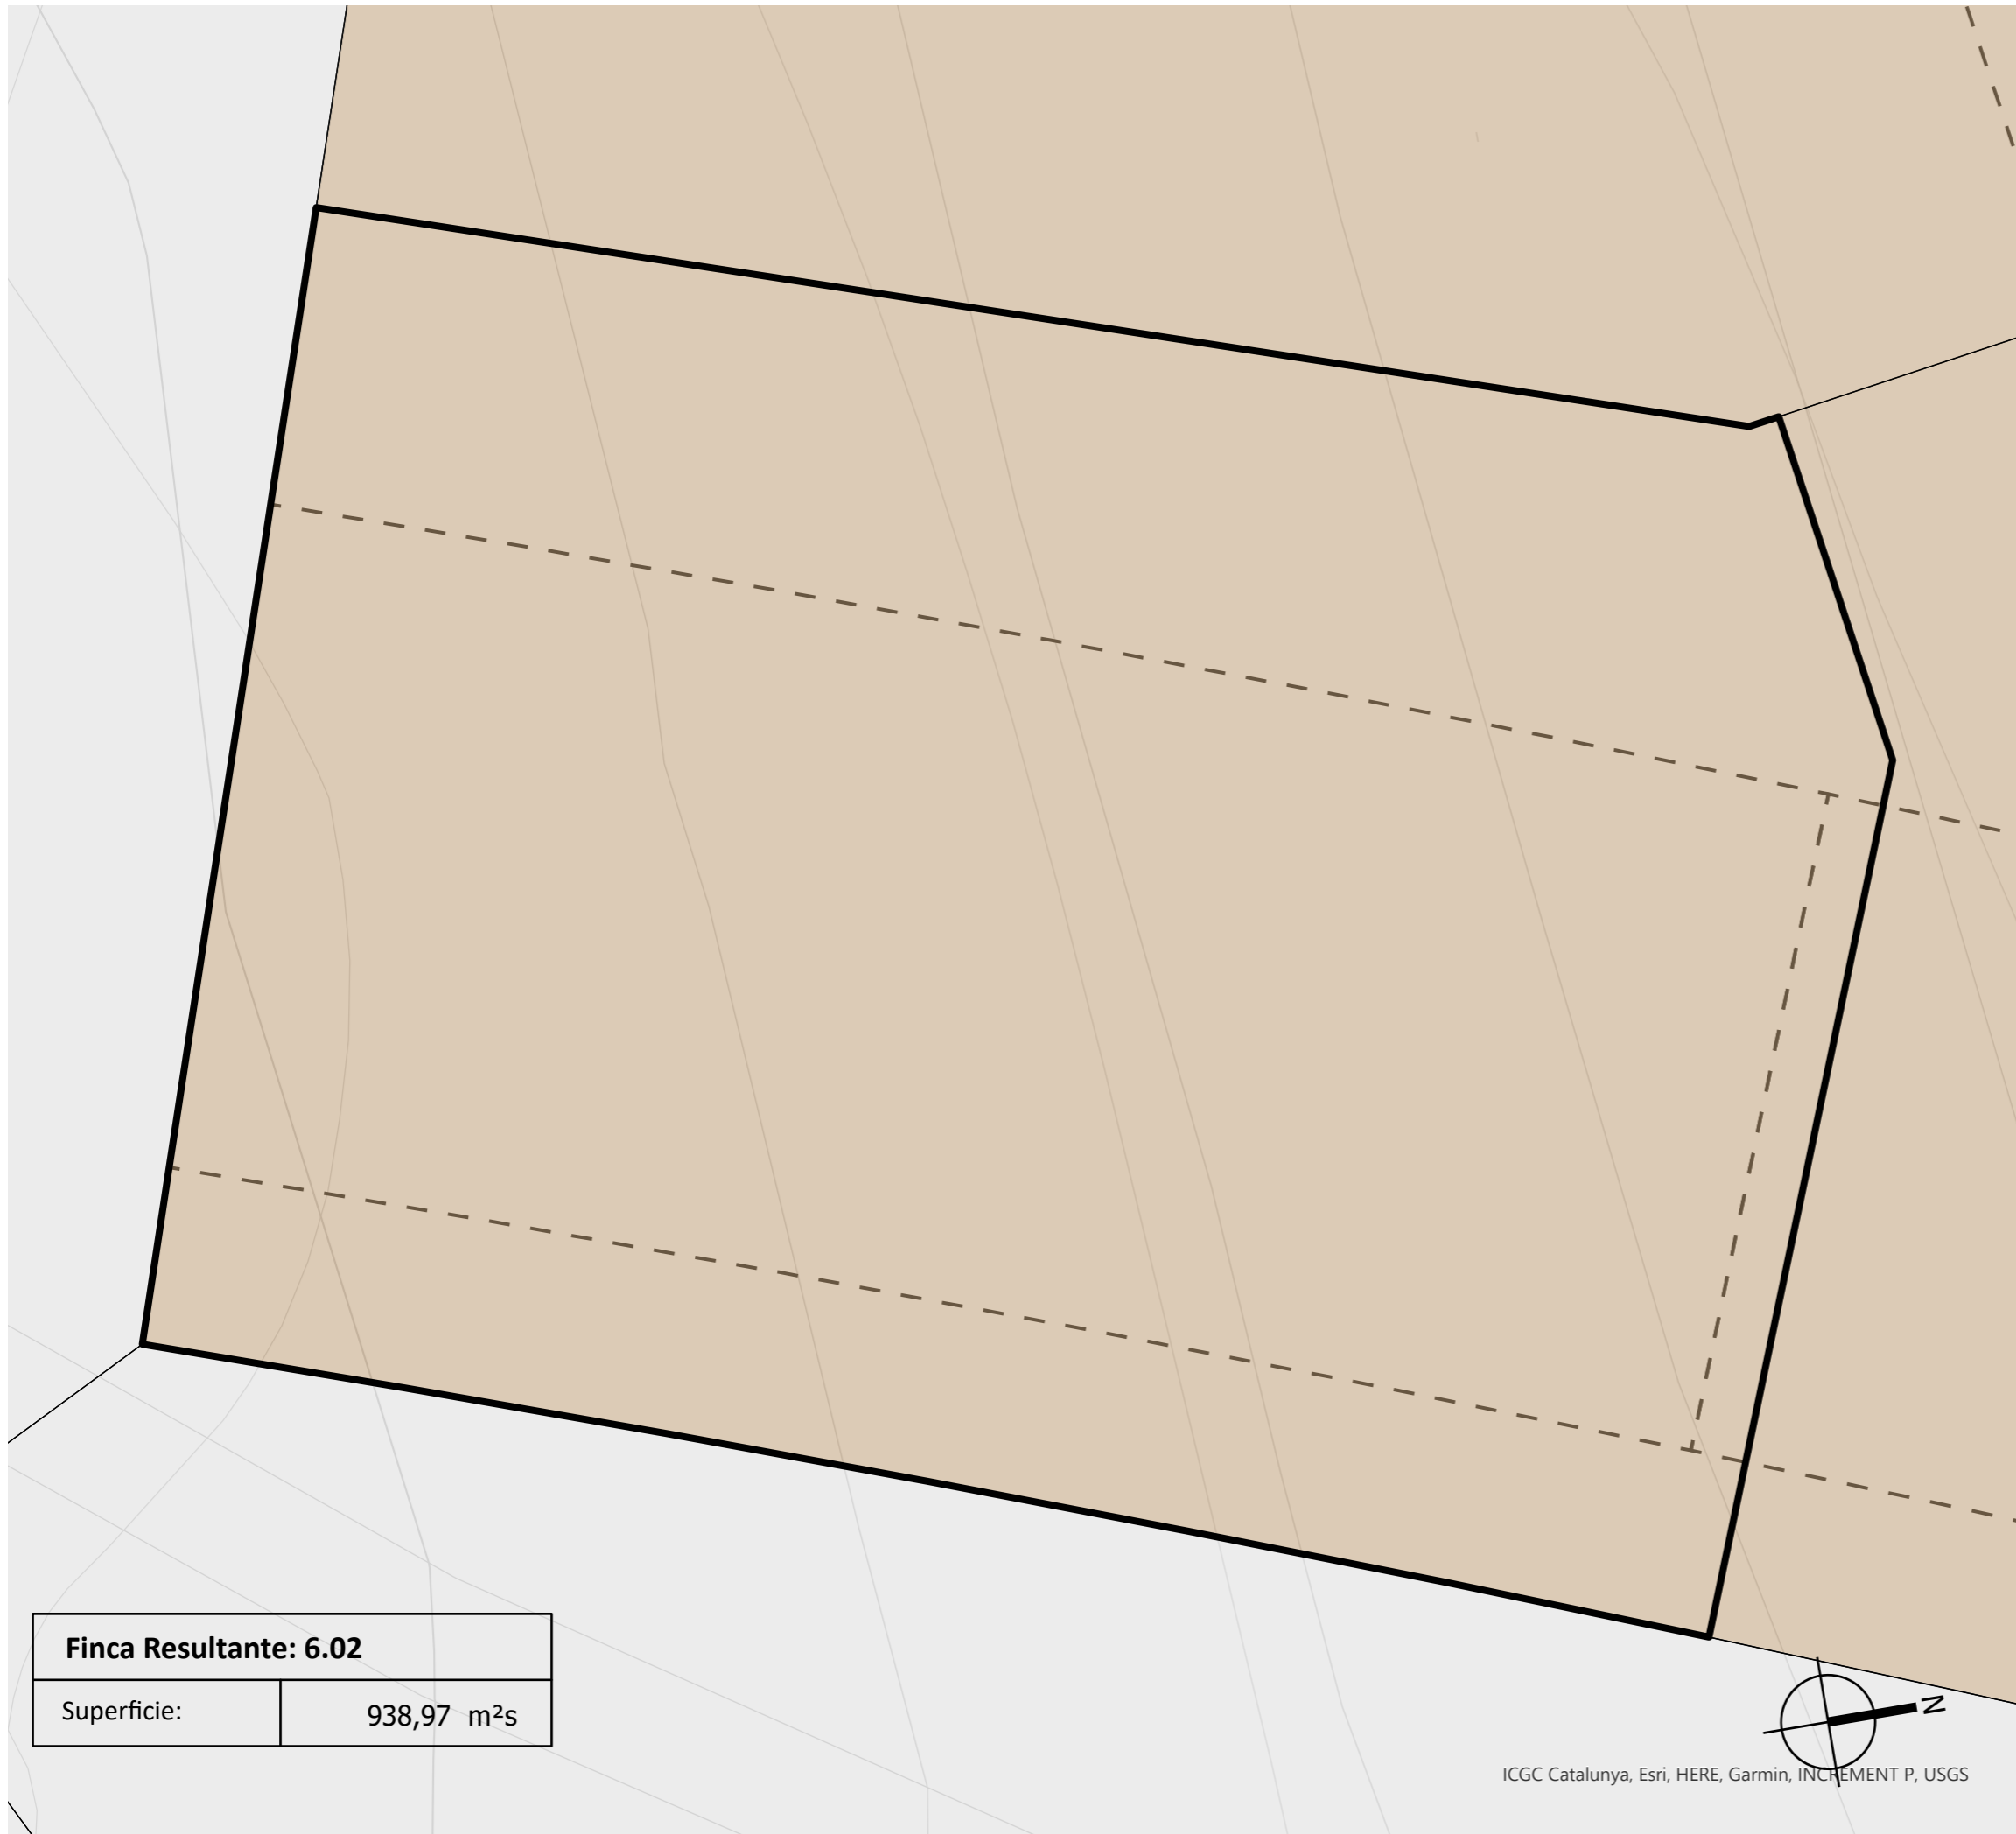 Finca Resultante: 6.02
Superficie: 938,97 m²s
N
ICGC Catalunya, Esri, HERE, Garmin, INCREMENT P, USGS